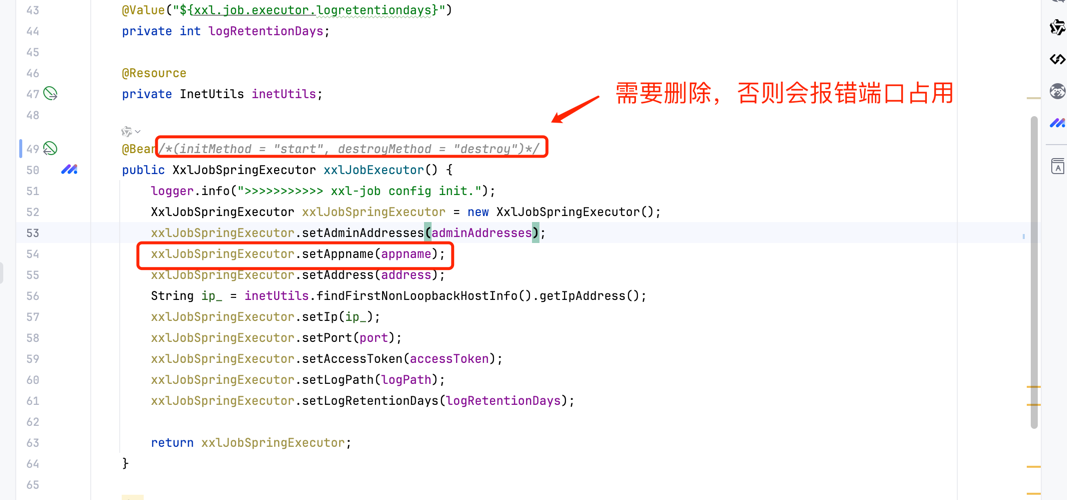 43 @Value("${xxl.job.executor.logretentiondays}")
44 private int logRetentionDays;
45
46 @Resource
47 private InetUtils inetUtils;
需要删除，否则会报错端口占用
48
49 @Bean/*(initMethod = "start", destroyMethod = "destroy")*/
50 public XxlJobSpringExecutor xxlJobExecutor() {
51 logger.info(">>>>>>>>>>> xxl-job config init.");
52 XxlJobSpringExecutor xxlJobSpringExecutor = new XxlJobSpringExecutor();
53 xxlJobSpringExecutor.setAdminAddresses(adminAddresses);
54 xxlJobSpringExecutor.setAppname(appname);
55 xxlJobSpringExecutor.setAddress(address);
56 String ip_ = inetUtils.findFirstNonLoopbackHostInfo().getIpAddress();
57 xxlJobSpringExecutor.setIp(ip_);
58 xxlJobSpringExecutor.setPort(port);
59 xxlJobSpringExecutor.setAccessToken(accessToken);
60 xxlJobSpringExecutor.setLogPath(logPath);
61 xxlJobSpringExecutor.setLogRetentionDays(logRetentionDays);
62
63 return xxlJobSpringExecutor;
64 }
65